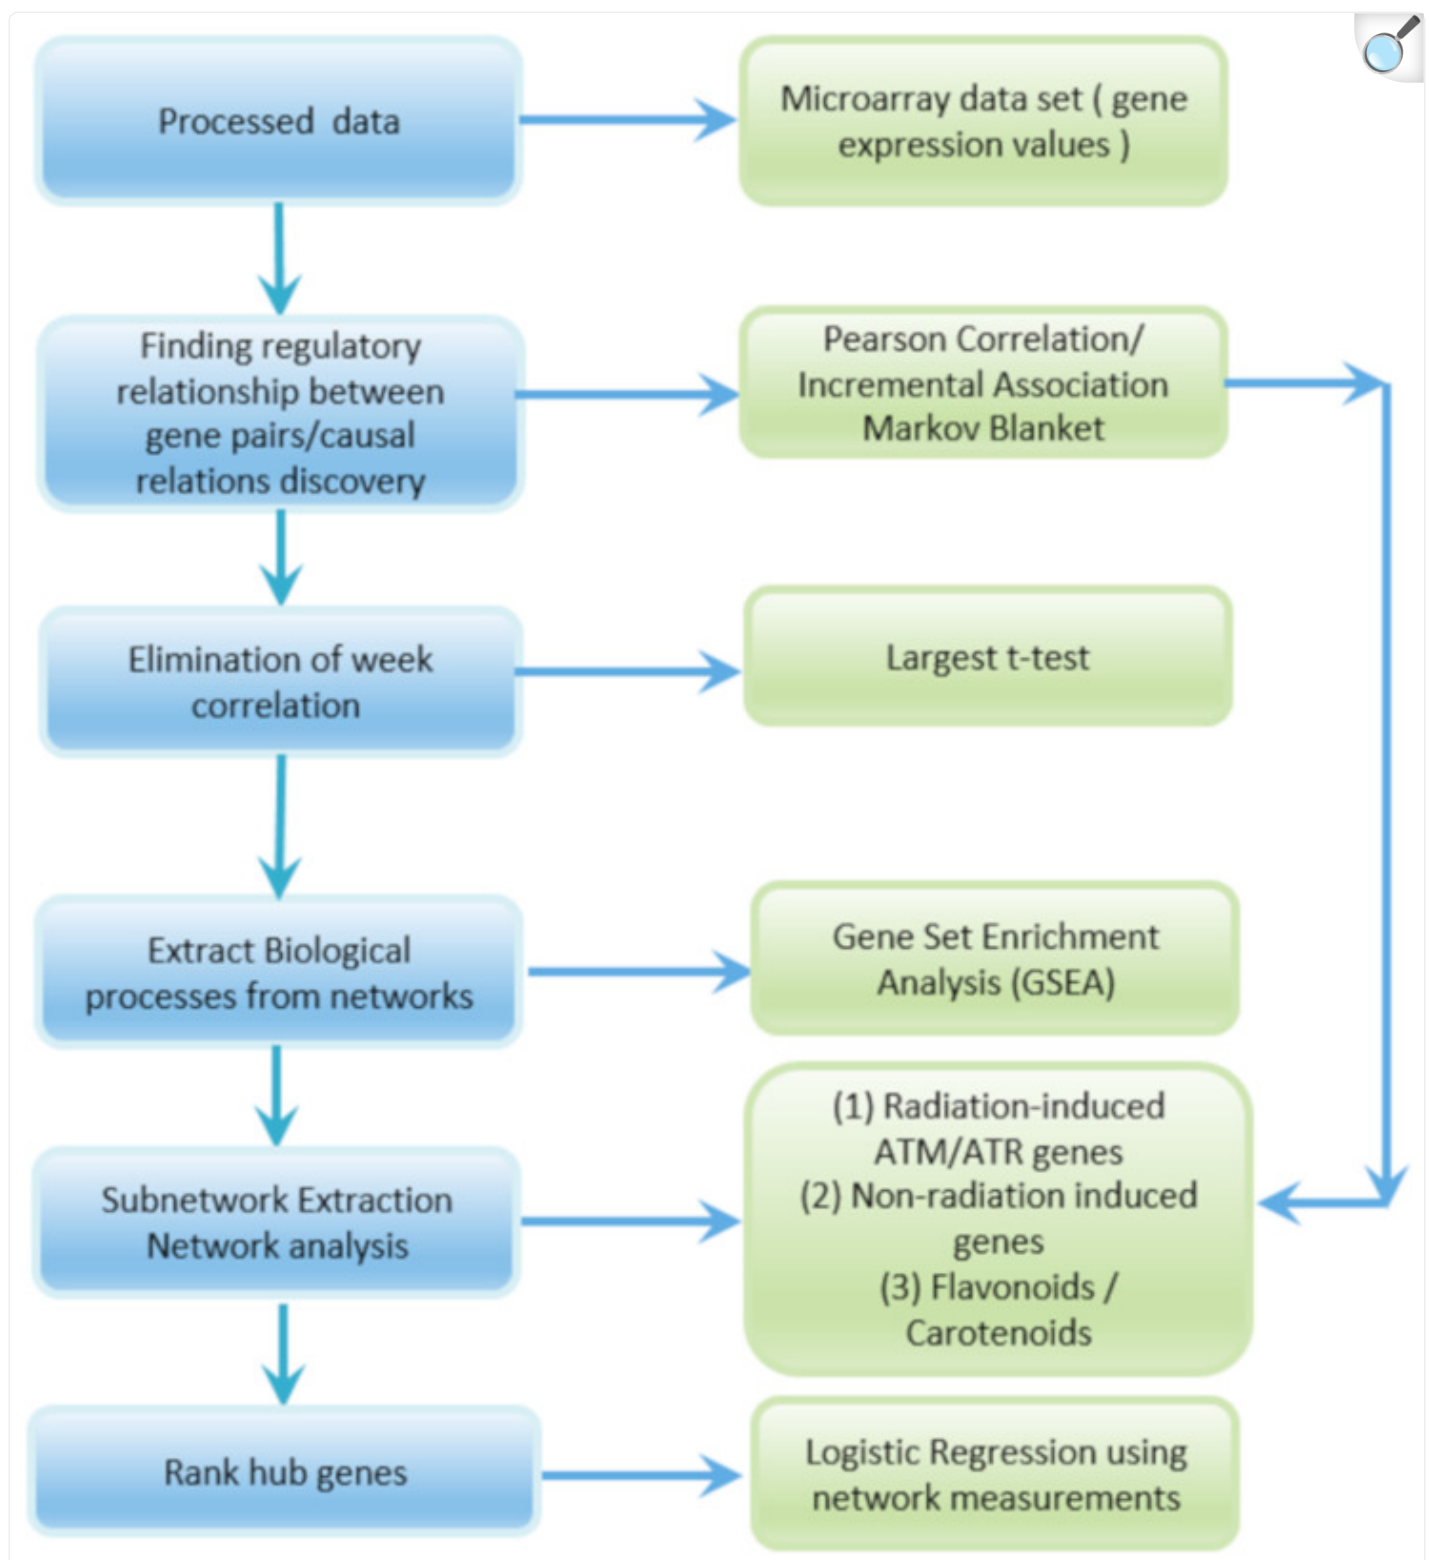 Processed data
Microarray data set ( gene
expression values )
Finding regulatory
relationship between
gene pairs/causal
relations discovery
Pearson Correlation/
Incremental Association
Markov Blanket
Elimination of week
correlation
Largest t-test
Extract Biological
processes from networks
Gene Set Enrichment
Analysis (GSEA)
Subnetwork Extraction
Network analysis
(1) Radiation-induced
ATM/ATR genes
(2) Non-radiation induced
genes
(3) Flavonoids /
Carotenoids
Rank hub genes
Logistic Regression using
network measurements